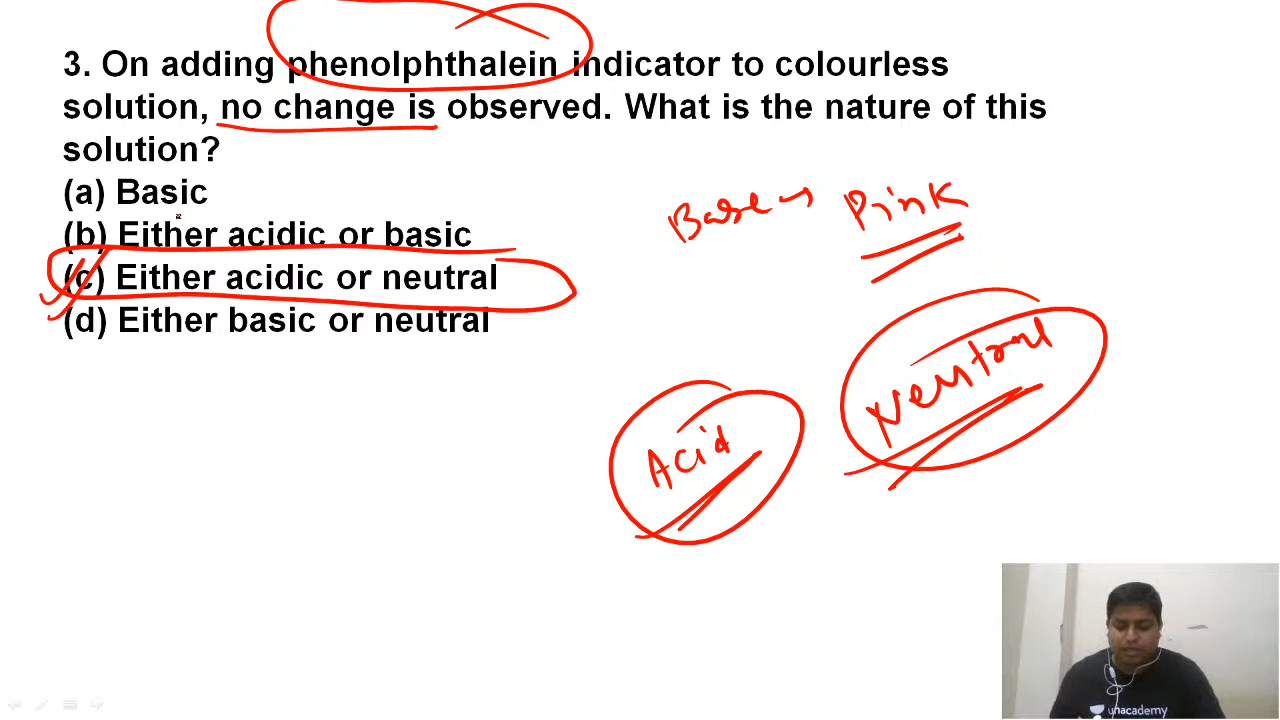 3. On adding phenolphthalein indicator to colourless
solution, no change is observed. What is the nature of this
solution?
(a) Basic
(b) Either acidic or basic
(c) Either acidic or neutral
(d) Either basic or neutral
Base → Pink
Neutral
Acid
unacademy